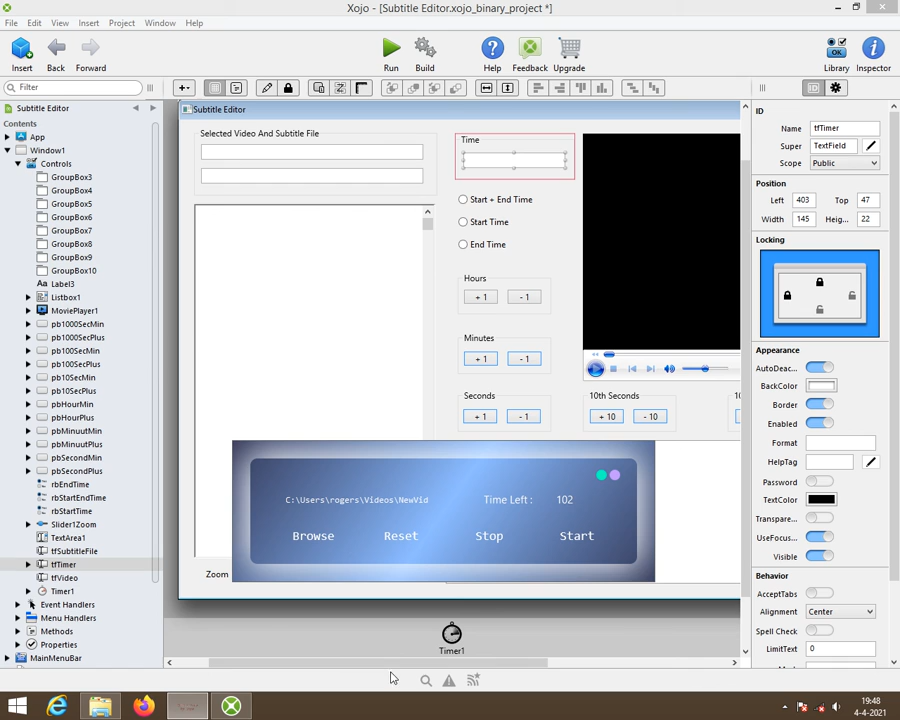 Xojo - [Subtitle Editor.xojo_binary_project *]
File Edit View Insert Project Window Help
Insert Back Forward Run Build Help Feedback Upgrade Library Inspector
Filter
Subtitle Editor
Contents
App
Window1
Controls
GroupBox3
GroupBox4
GroupBox5
GroupBox6
GroupBox7
GroupBox8
GroupBox9
GroupBox10
Label3
Listbox1
MoviePlayer1
pb1000SecMin
pb1000SecPlus
pb100SecMin
pb100SecPlus
pb10SecMin
pb10SecPlus
pbHourMin
pbHourPlus
pbMinuutMin
pbMinuutPlus
pbSecondMin
pbSecondPlus
rbEndTime
rbStartEndTime
rbStartTime
Slider1Zoom
TextArea1
tfSubtitleFile
tfTimer
tfVideo
Timer1
Event Handlers
Menu Handlers
Methods
Properties
MainMenuBar
Subtitle Editor
Selected Video And Subtitle File
Time
Start + End Time
Start Time
End Time
Hours
+ 1 - 1
Minutes
+ 1 - 1
Seconds 10th Seconds
+ 1 - 1 + 10 - 10
C:\Users\rogers\Videos\NewVid Time Left : 102
Browse Reset Stop Start
Zoom
Timer1
ID
Name tfTimer
Super TextField
Scope Public
Position
Left 403 Top 47
Width 145 Heig... 22
Locking
Appearance
AutoDeac...
BackColor
Border
Enabled
Format
HelpTag
Password
TextColor
Transpare...
UseFocus...
Visible
Behavior
AcceptTabs
Alignment Center
Spell Check
LimitText 0
19:48
4-4-2021